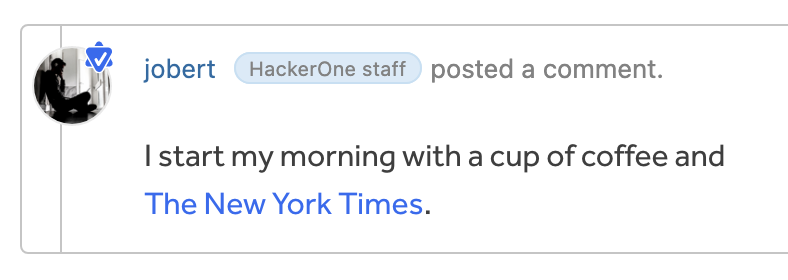 jobert HackerOne staff posted a comment.
I start my morning with a cup of coffee and
The New York Times.